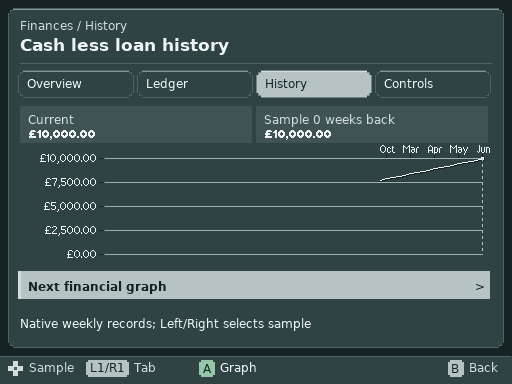 Finances / History
Cash less loan history
Overview Ledger History Controls
Current Sample 0 weeks back
£10,000.00 £10,000.00
Oct Mar Apr May Jun
£10,000.00
£7,500.00
£5,000.00
£2,500.00
£0.00
Next financial graph >
Native weekly records; Left/Right selects sample
Sample L1/R1 Tab A Graph B Back